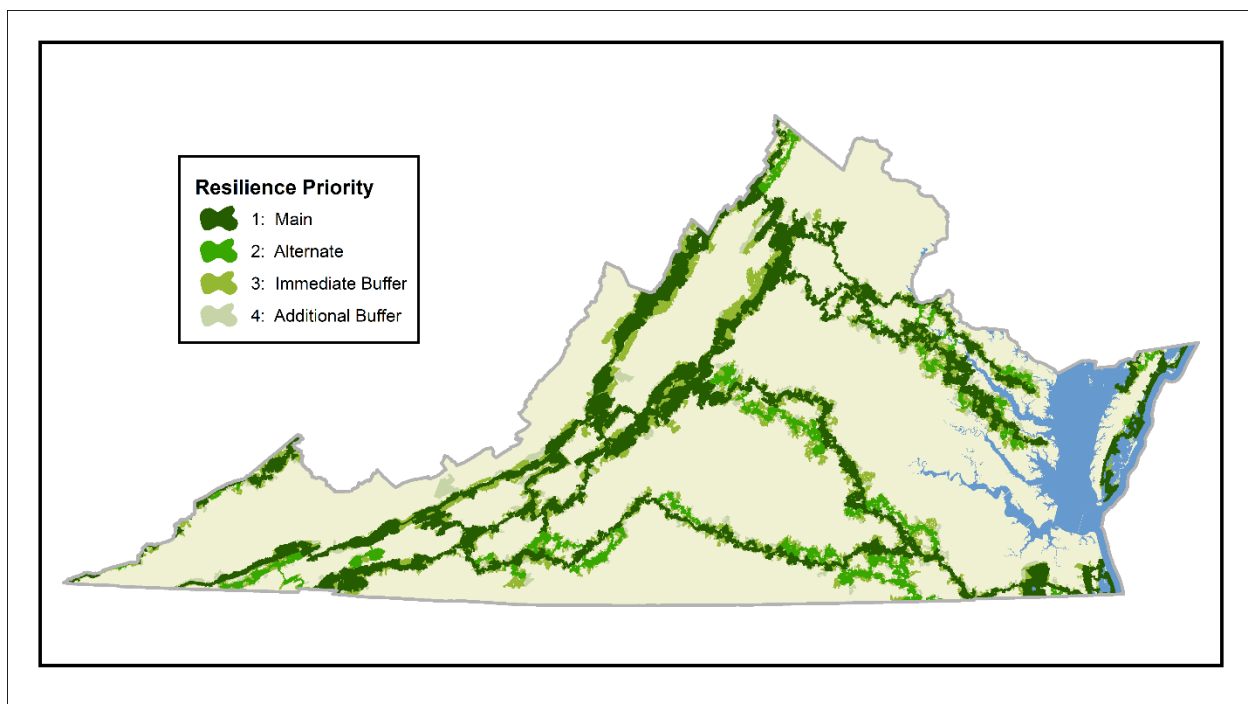 Resilience Priority
1: Main
2: Alternate
3: Immediate Buffer
4: Additional Buffer